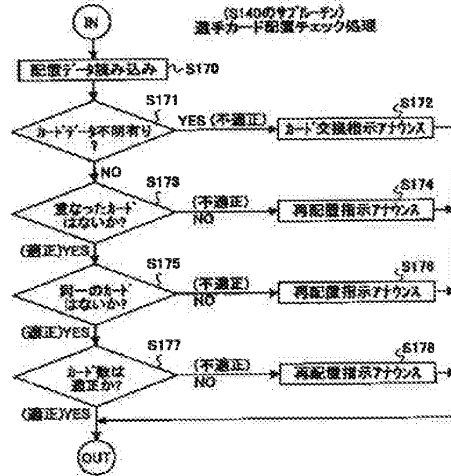 (S140のサブルーチン)
選手カード配置チェック処理
IN
配置データ読み込み
S170
S171
カードデータ不明有り
?
YES (不適正)
S172
カード交換指示アナウンス
NO
S173
重なったカード
はないか?
(不適正)
NO
S174
再配置指示アナウンス
(適正)YES
S175
同一のカード
はないか?
(不適正)
NO
S176
再配置指示アナウンス
(適正)YES
S177
カード数は
適正か?
(不適正)
NO
S178
再配置指示アナウンス
(適正)YES
OUT